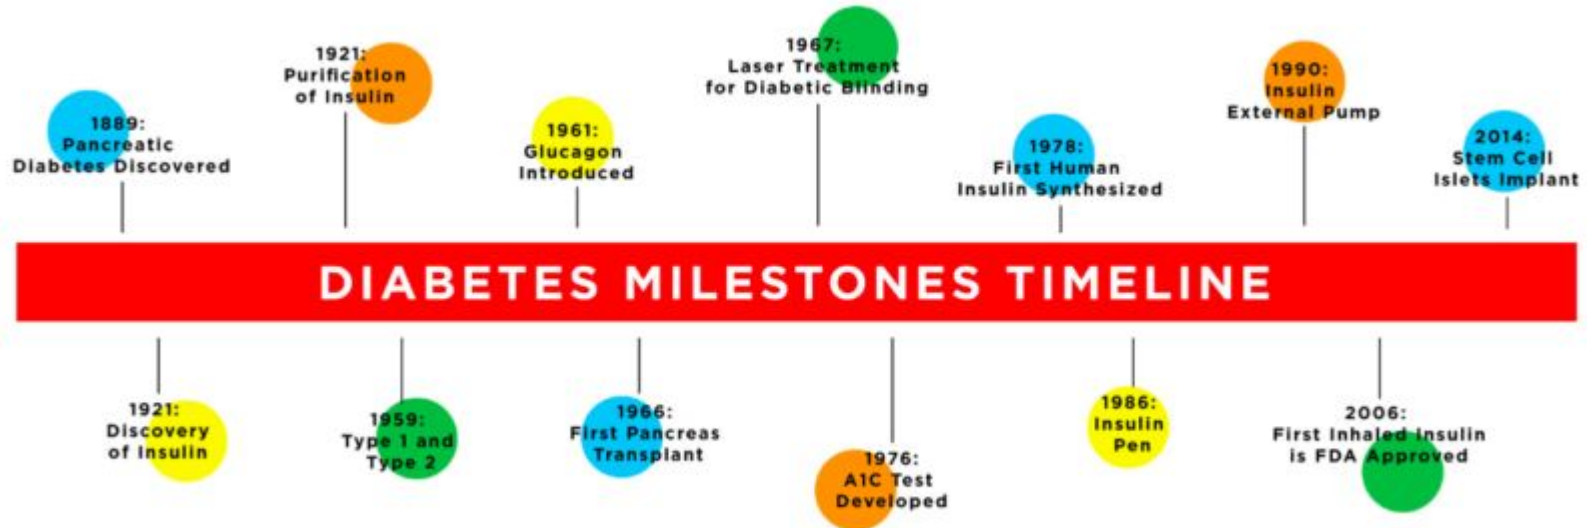 1889:
Pancreatic
Diabetes Discovered
1921:
Purification
of Insulin
1961:
Glucagon
Introduced
1967:
Laser Treatment
for Diabetic Blinding
1978:
First Human
Insulin Synthesized
1990:
Insulin
External Pump
2014:
Stem Cell
Islets Implant
DIABETES MILESTONES TIMELINE
1921:
Discovery
of Insulin
1959:
Type 1 and
Type 2
1966:
First Pancreas
Transplant
1976:
A1C Test
Developed
1986:
Insulin
Pen
2006:
First Inhaled Insulin
is FDA Approved